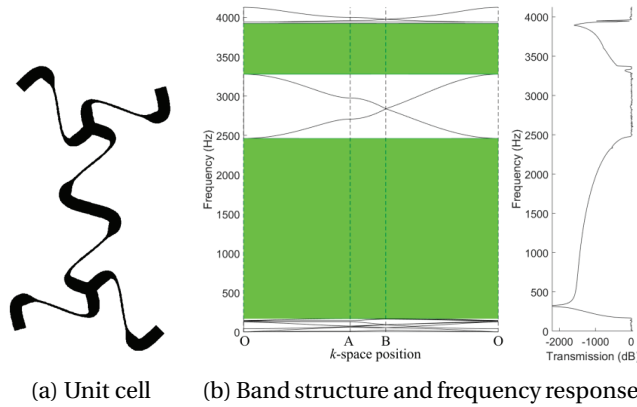 4000
3500
3000
2500
2000
1500
1000
500
0
Frequency (Hz)
O A B O
k-space position
4000
3500
3000
2500
2000
1500
1000
500
0
Frequency (Hz)
-2000 -1000 0
Transmission (dB)
(a) Unit cell
(b) Band structure and frequency response